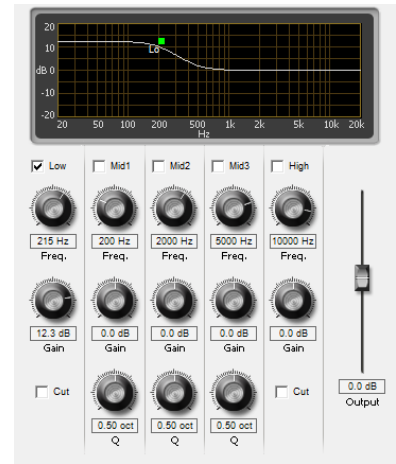 20
10
dB 0
-10
-20
Lo
20 50 100 200 500 1k 2k 5k 10k 20k
Hz
Low Mid1 Mid2 Mid3 High
215 Hz 200 Hz 2000 Hz 5000 Hz 10000 Hz
Freq. Freq. Freq. Freq. Freq.
12.3 dB 0.0 dB 0.0 dB 0.0 dB 0.0 dB
Gain Gain Gain Gain Gain
Cut Cut
0.0 dB
Output
0.50 oct 0.50 oct 0.50 oct
Q Q Q